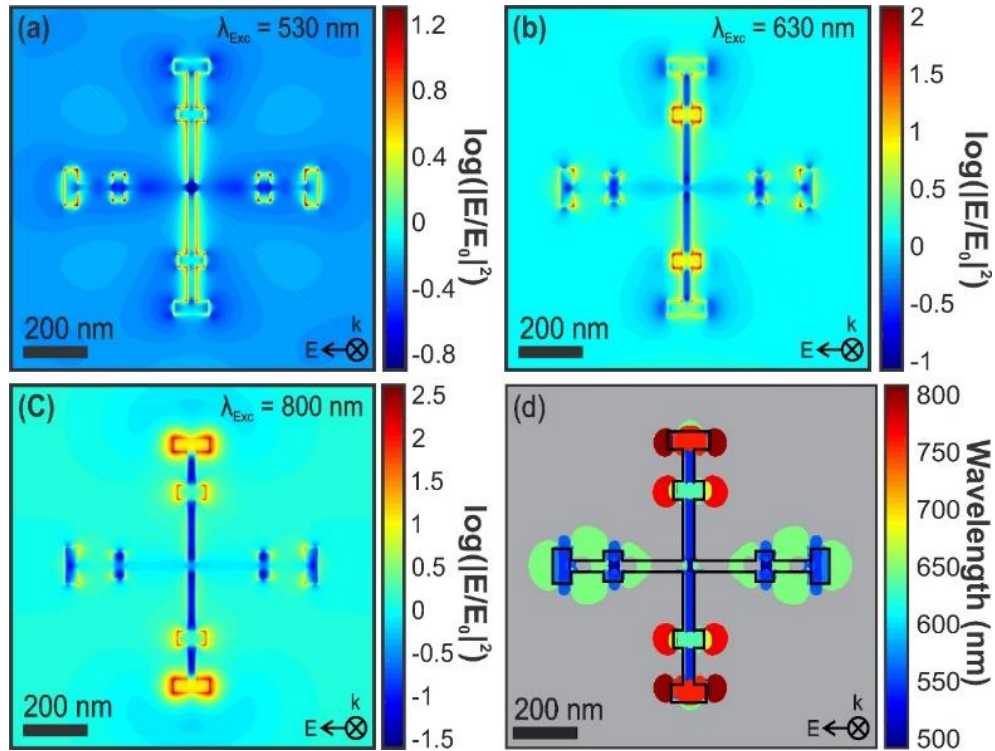 (a)
λExc = 530 nm
1.2
0.8
0.4
0
-0.4
-0.8
log(|E/E₀|²)
200 nm
k
E
(b)
λExc = 630 nm
2
1.5
1
0.5
0
-0.5
-1
log(|E/E₀|²)
200 nm
k
E
(C)
λExc = 800 nm
2.5
2
1.5
1
0.5
0
-0.5
-1
-1.5
log(|E/E₀|²)
200 nm
k
E
(d)
800
750
700
650
600
550
500
Wavelength (nm)
200 nm
k
E